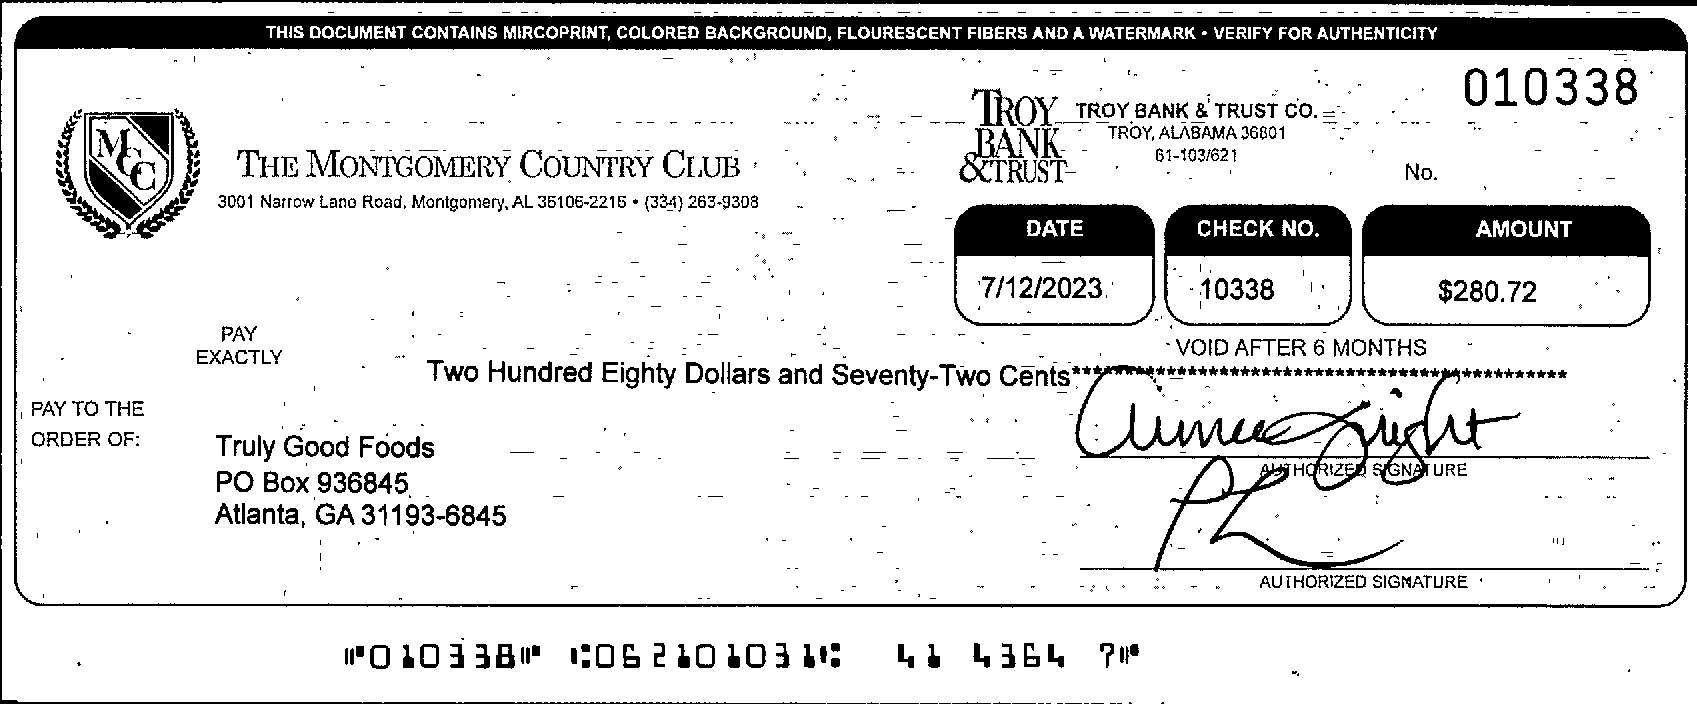 THIS DOCUMENT CONTAINS MIRCOPRINT, COLORED BACKGROUND, FLOURESCENT FIBERS AND A WATERMARK • VERIFY FOR AUTHENTICITY
010338
MCC
THE MONTGOMERY COUNTRY CLUB
3001 Narrow Lane Road, Montgomery, AL 36106-2216 • (334) 263-9308
TROY
BANK
&TRUST
TROY BANK & TRUST CO.
TROY, ALABAMA 36801
61-103/621
No.
DATE CHECK NO. AMOUNT
7/12/2023 10338 $280.72
PAY
EXACTLY
VOID AFTER 6 MONTHS
Two Hundred Eighty Dollars and Seventy-Two Cents
PAY TO THE
ORDER OF:
Truly Good Foods
PO Box 936845
Atlanta, GA 31193-6845
AUTHORIZED SIGNATURE
AUTHORIZED SIGNATURE
⑈010338⑈ ⑆062101031⑆ 41 4364 7⑈